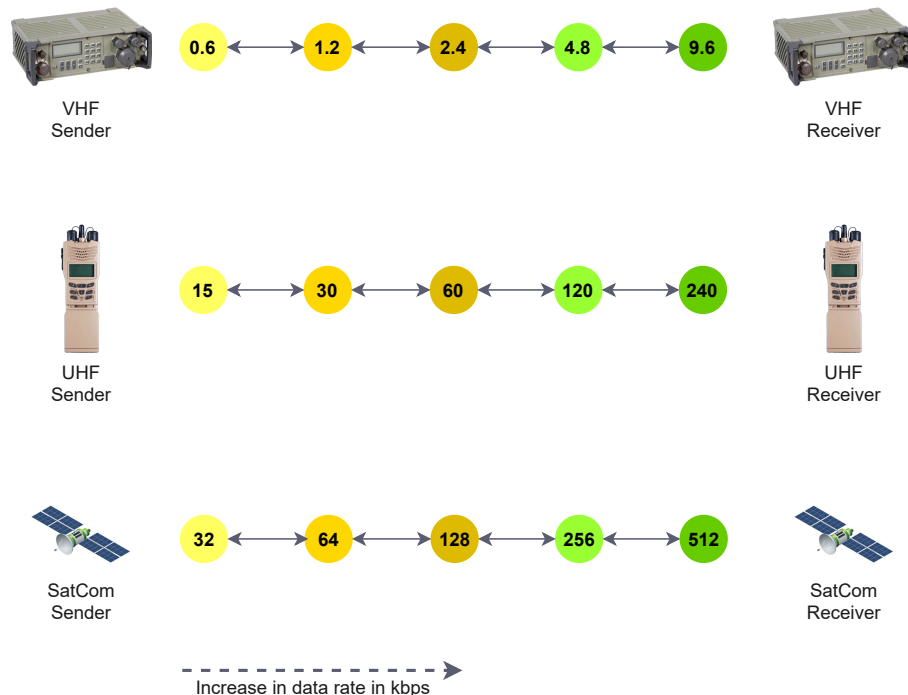 0.6 1.2 2.4 4.8 9.6
VHF
Sender
VHF
Receiver
15 30 60 120 240
UHF
Sender
UHF
Receiver
32 64 128 256 512
SatCom
Sender
SatCom
Receiver
Increase in data rate in kbps